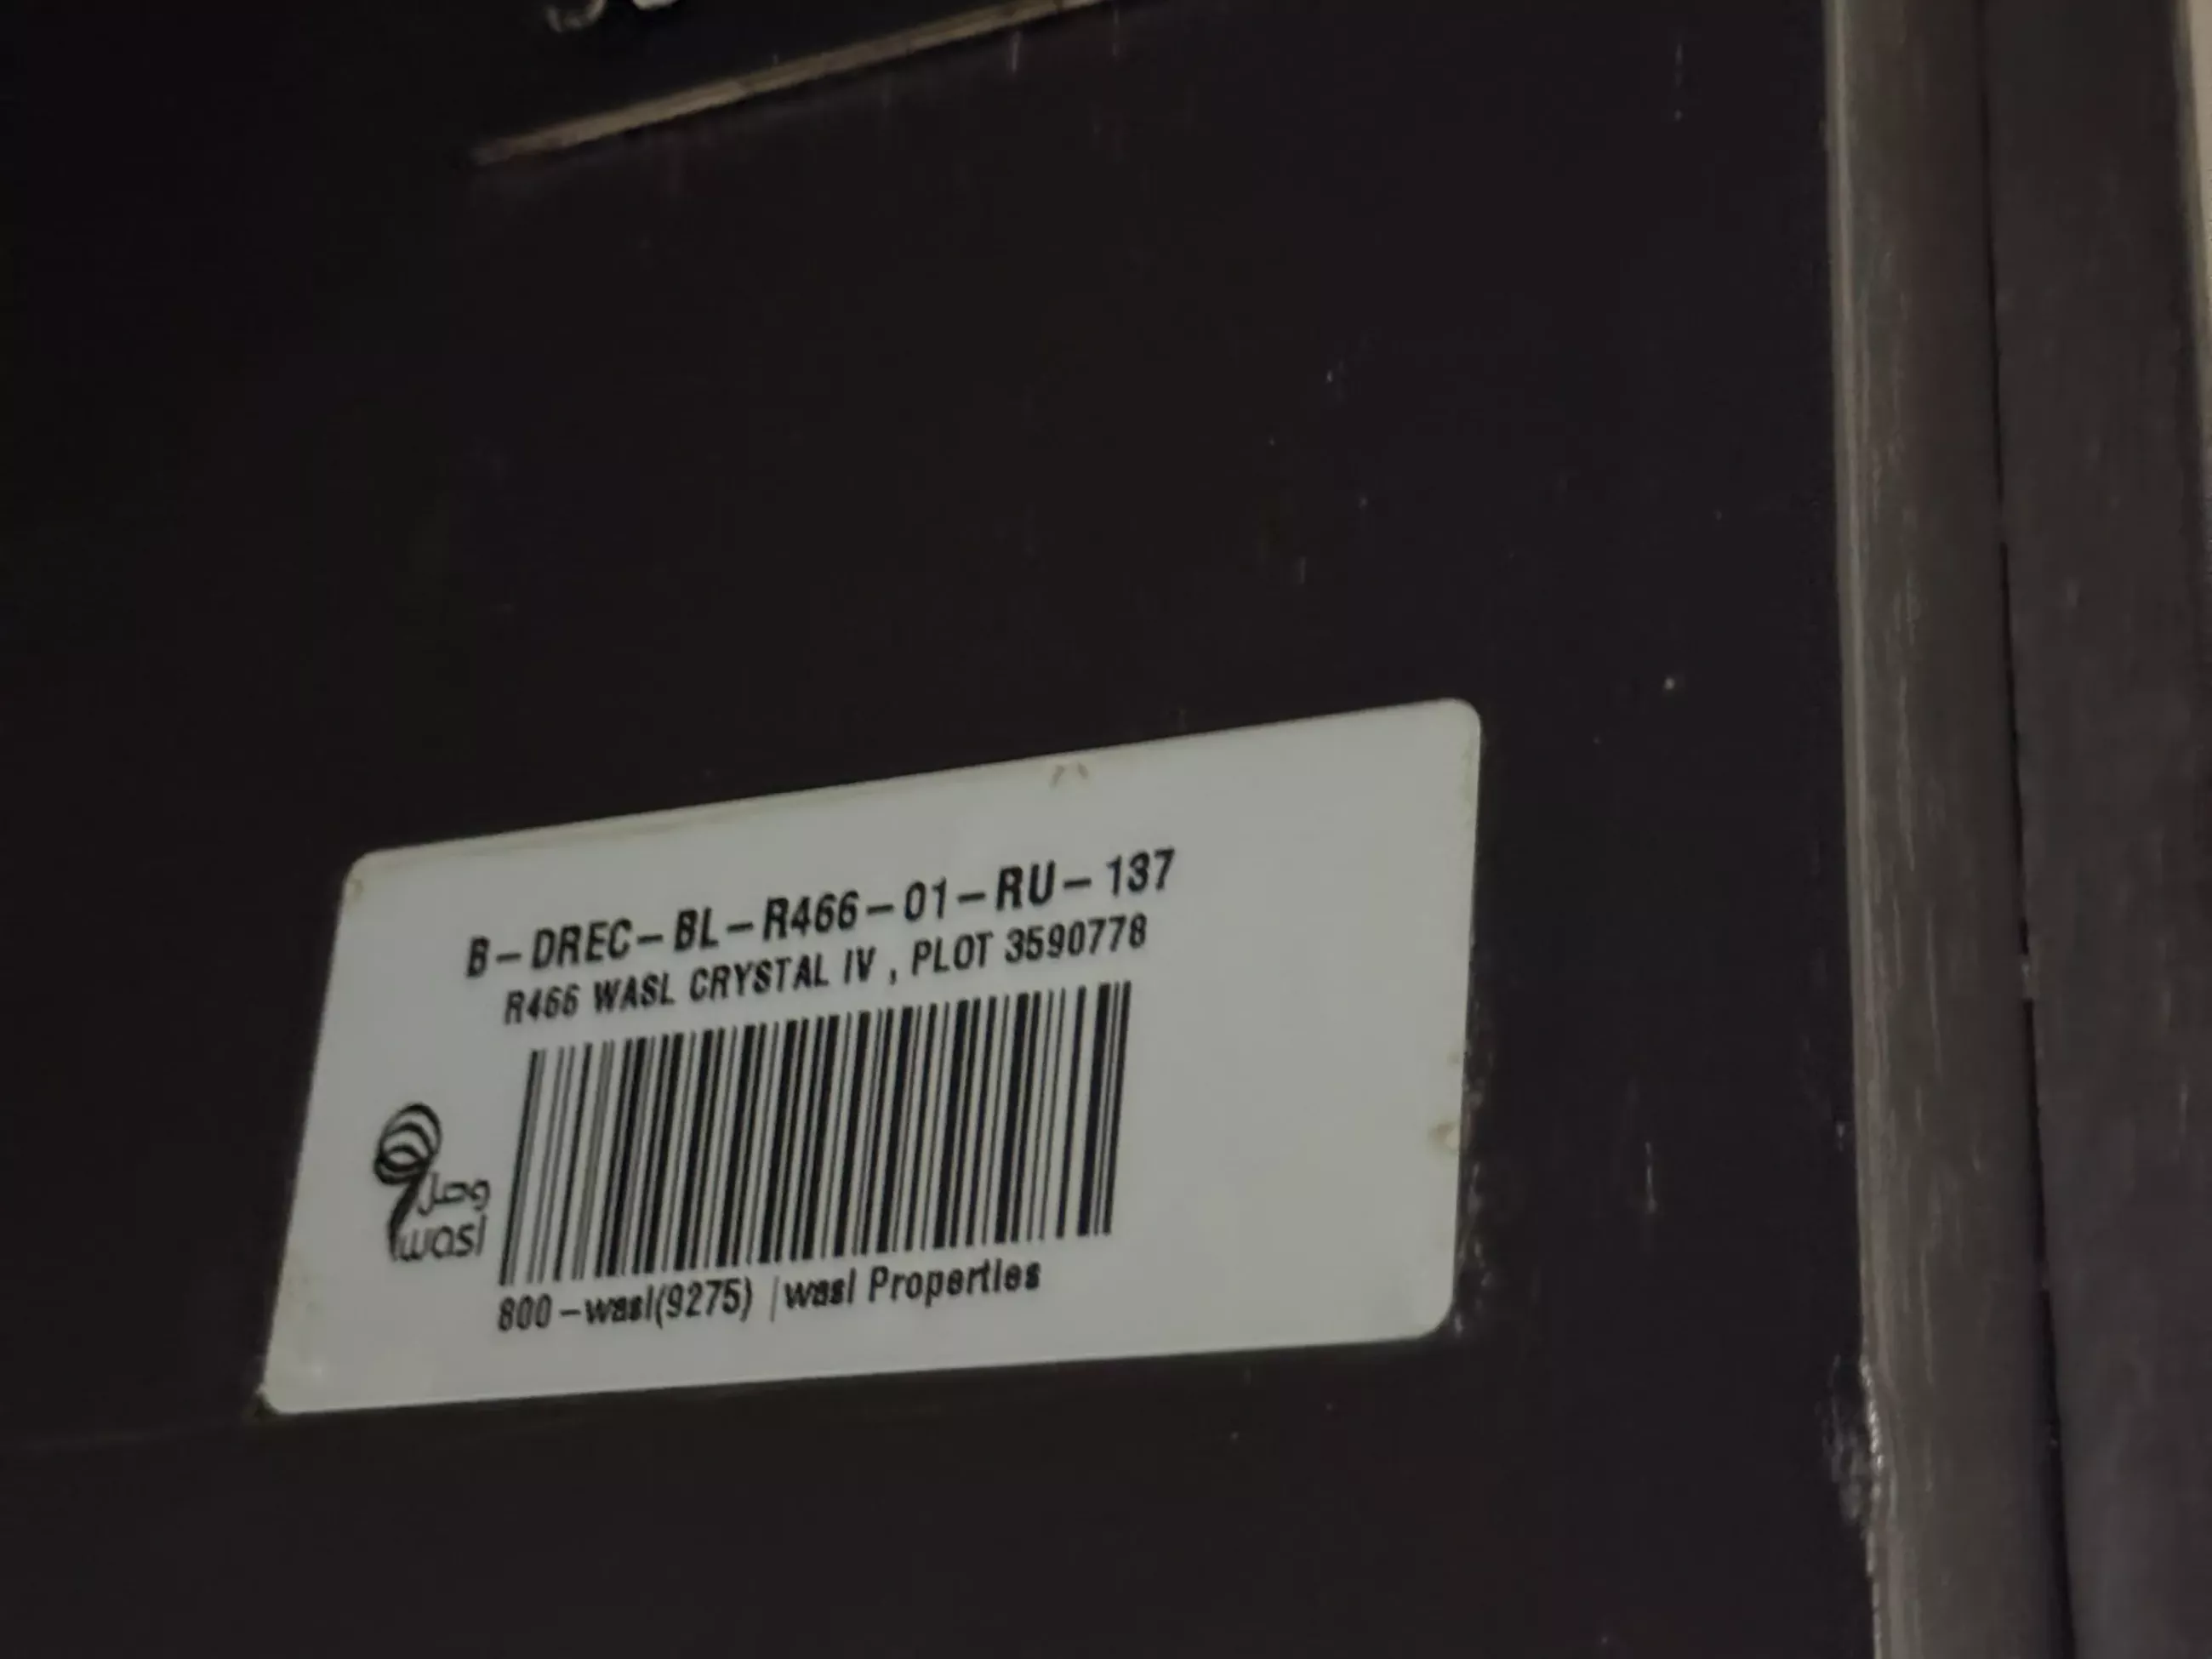 B-DREC-BL-R466-01-RU-137
R466 WASL CRYSTAL IV , PLOT 3590778
وصل
wasl
800-wasl(9275) |wasl Properties